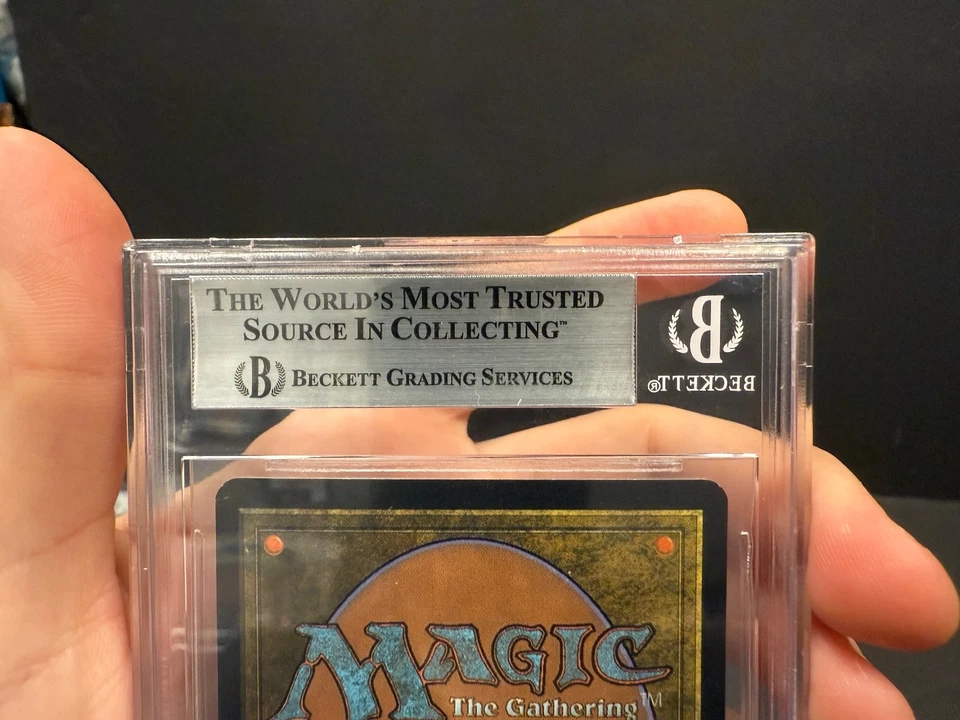 THE WORLD'S MOST TRUSTED
SOURCE IN COLLECTING™
B BECKETT GRADING SERVICES
B
BECKETT®
MAGIC
The Gathering™